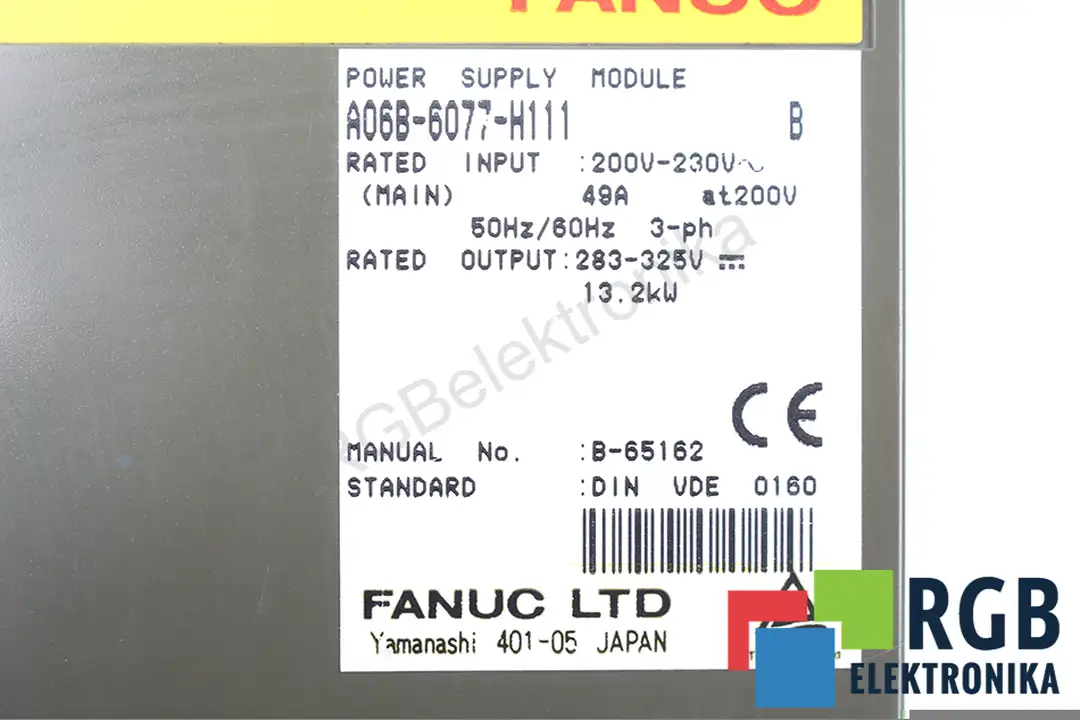 FANUC
POWER SUPPLY MODULE
A06B-6077-H111 B
RATED INPUT :200V-230V~
(MAIN) 49A at200V
50Hz/60Hz 3-ph
RATED OUTPUT:283-325V ⎓
13.2kW
RGBelektronika
CE
MANUAL No. :B-65162
STANDARD :DIN VDE 0160
FANUC LTD
Yamanashi 401-05 JAPAN
RGB
ELEKTRONIKA